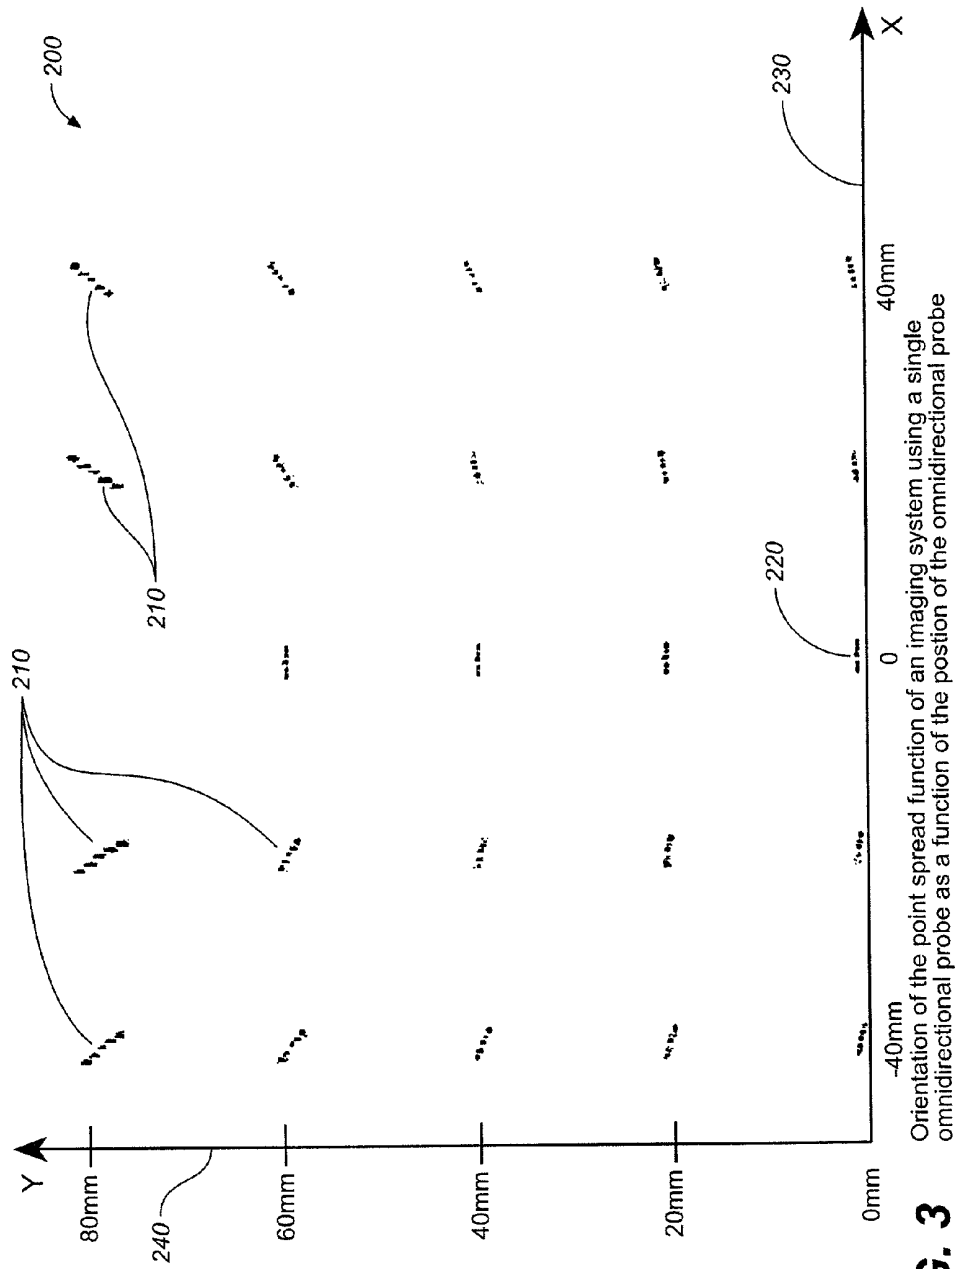 200
Y
210
210
240
80mm
60mm
40mm
20mm
0mm
220
230
-40mm
0
40mm
X
Orientation of the point spread function of an imaging system using a single
omnidirectional probe as a function of the postion of the omnidirectional probe
G. 3